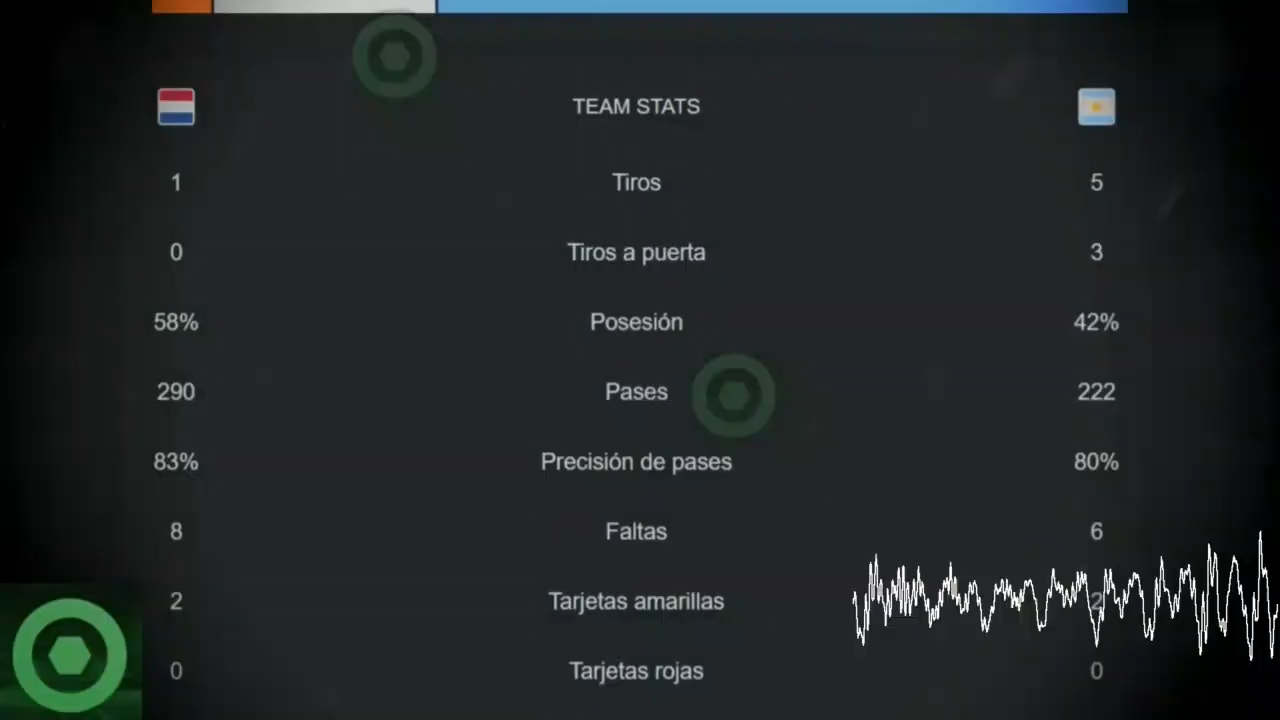 TEAM STATS
1 Tiros 5
0 Tiros a puerta 3
58% Posesión 42%
290 Pases 222
83% Precisión de pases 80%
8 Faltas 6
2 Tarjetas amarillas 2
0 Tarjetas rojas 0